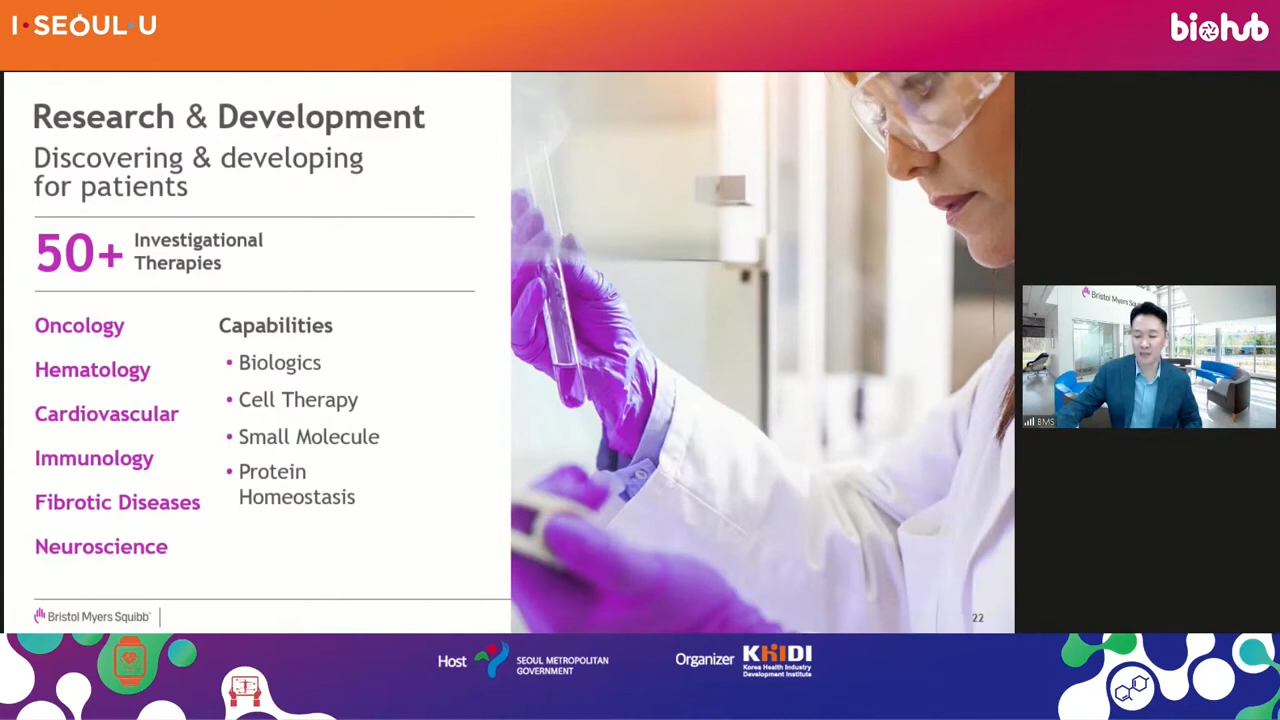 I·SEOUL·U
biohub
Research & Development
Discovering & developing
for patients
50+
Investigational
Therapies
Oncology
Hematology
Cardiovascular
Immunology
Fibrotic Diseases
Neuroscience
Capabilities
• Biologics
• Cell Therapy
• Small Molecule
• Protein
Homeostasis
Bristol Myers Squibb
22
Bristol Myers Squibb
BMS
Host
SEOUL METROPOLITAN
GOVERNMENT
Organizer
KHIDI
Korea Health Industry
Development Institute